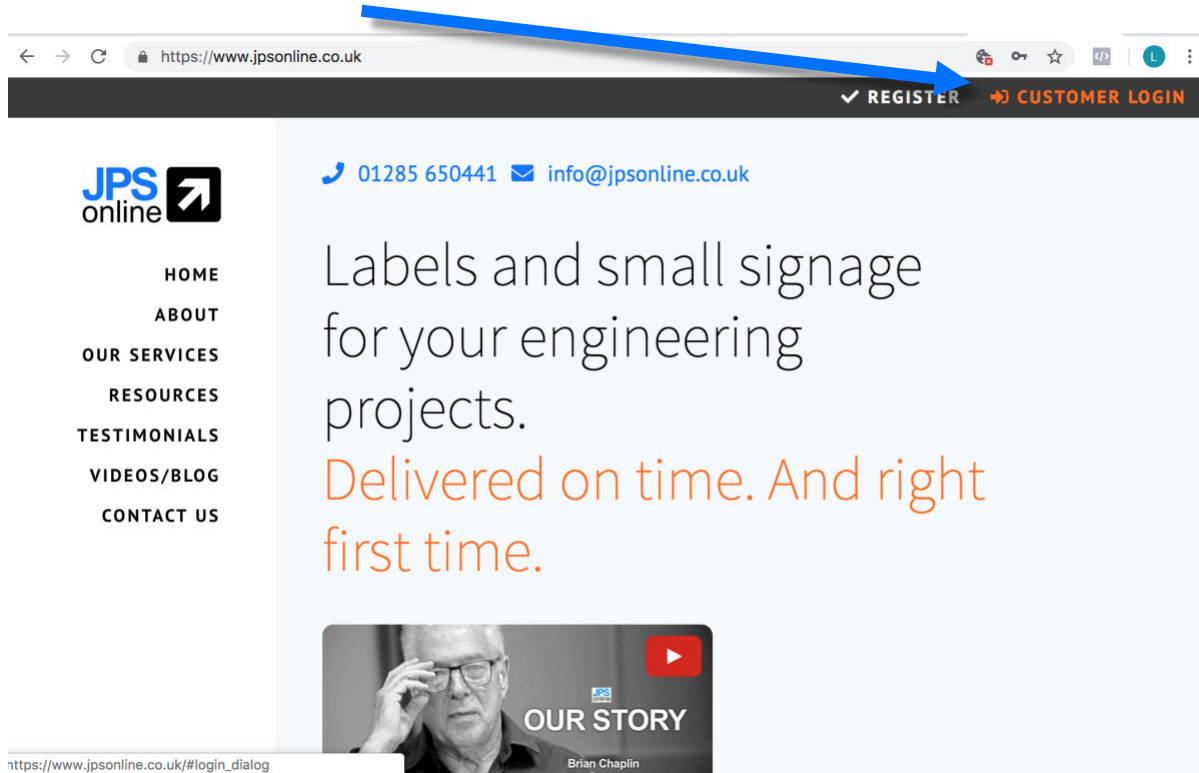 https://www.jpsonline.co.uk
L
REGISTER
CUSTOMER LOGIN
JPS
online
01285 650441
info@jpsonline.co.uk
HOME
ABOUT
OUR SERVICES
RESOURCES
TESTIMONIALS
VIDEOS/BLOG
CONTACT US
Labels and small signage
for your engineering
projects.
Delivered on time. And right
first time.
JPS
online
OUR STORY
Brian Chaplin
https://www.jpsonline.co.uk/#login_dialog